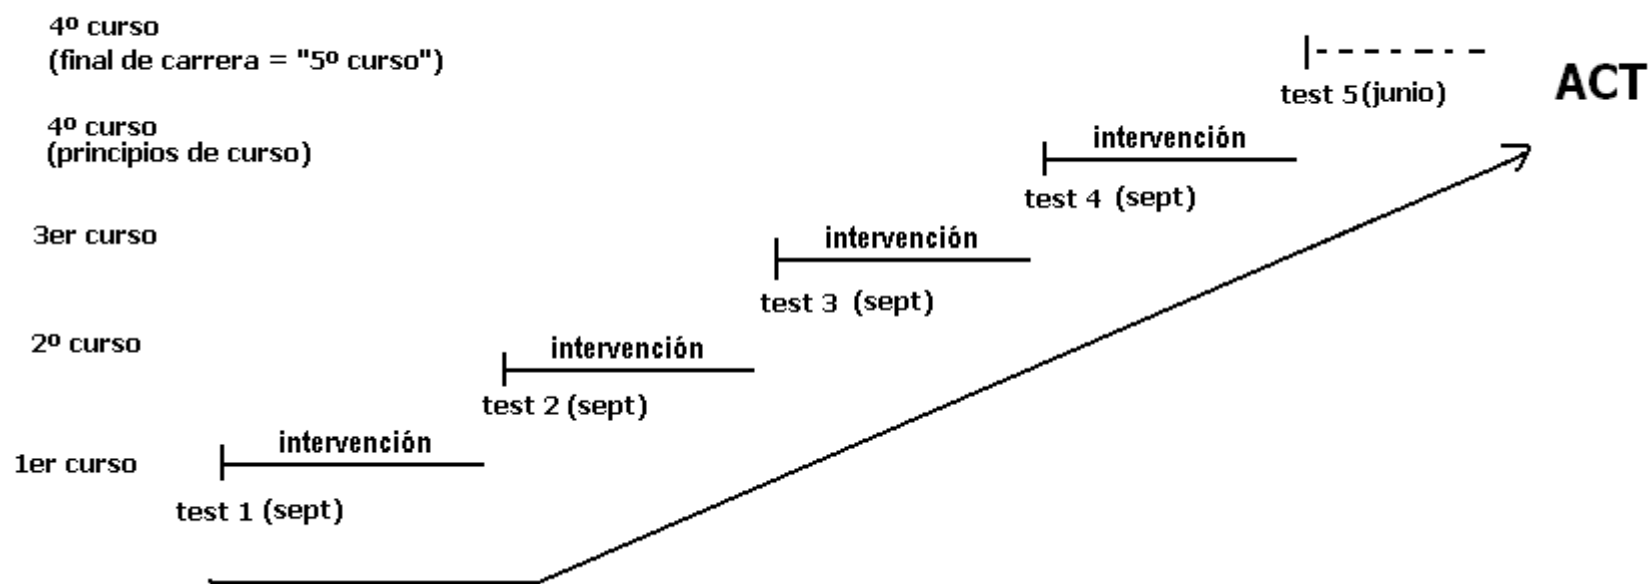 4º curso
(final de carrera = "5º curso")
test 5 (junio)
ACT
4º curso
(principios de curso)
intervención
test 4 (sept)
3er curso
intervención
test 3 (sept)
2º curso
intervención
test 2 (sept)
1er curso
intervención
test 1 (sept)